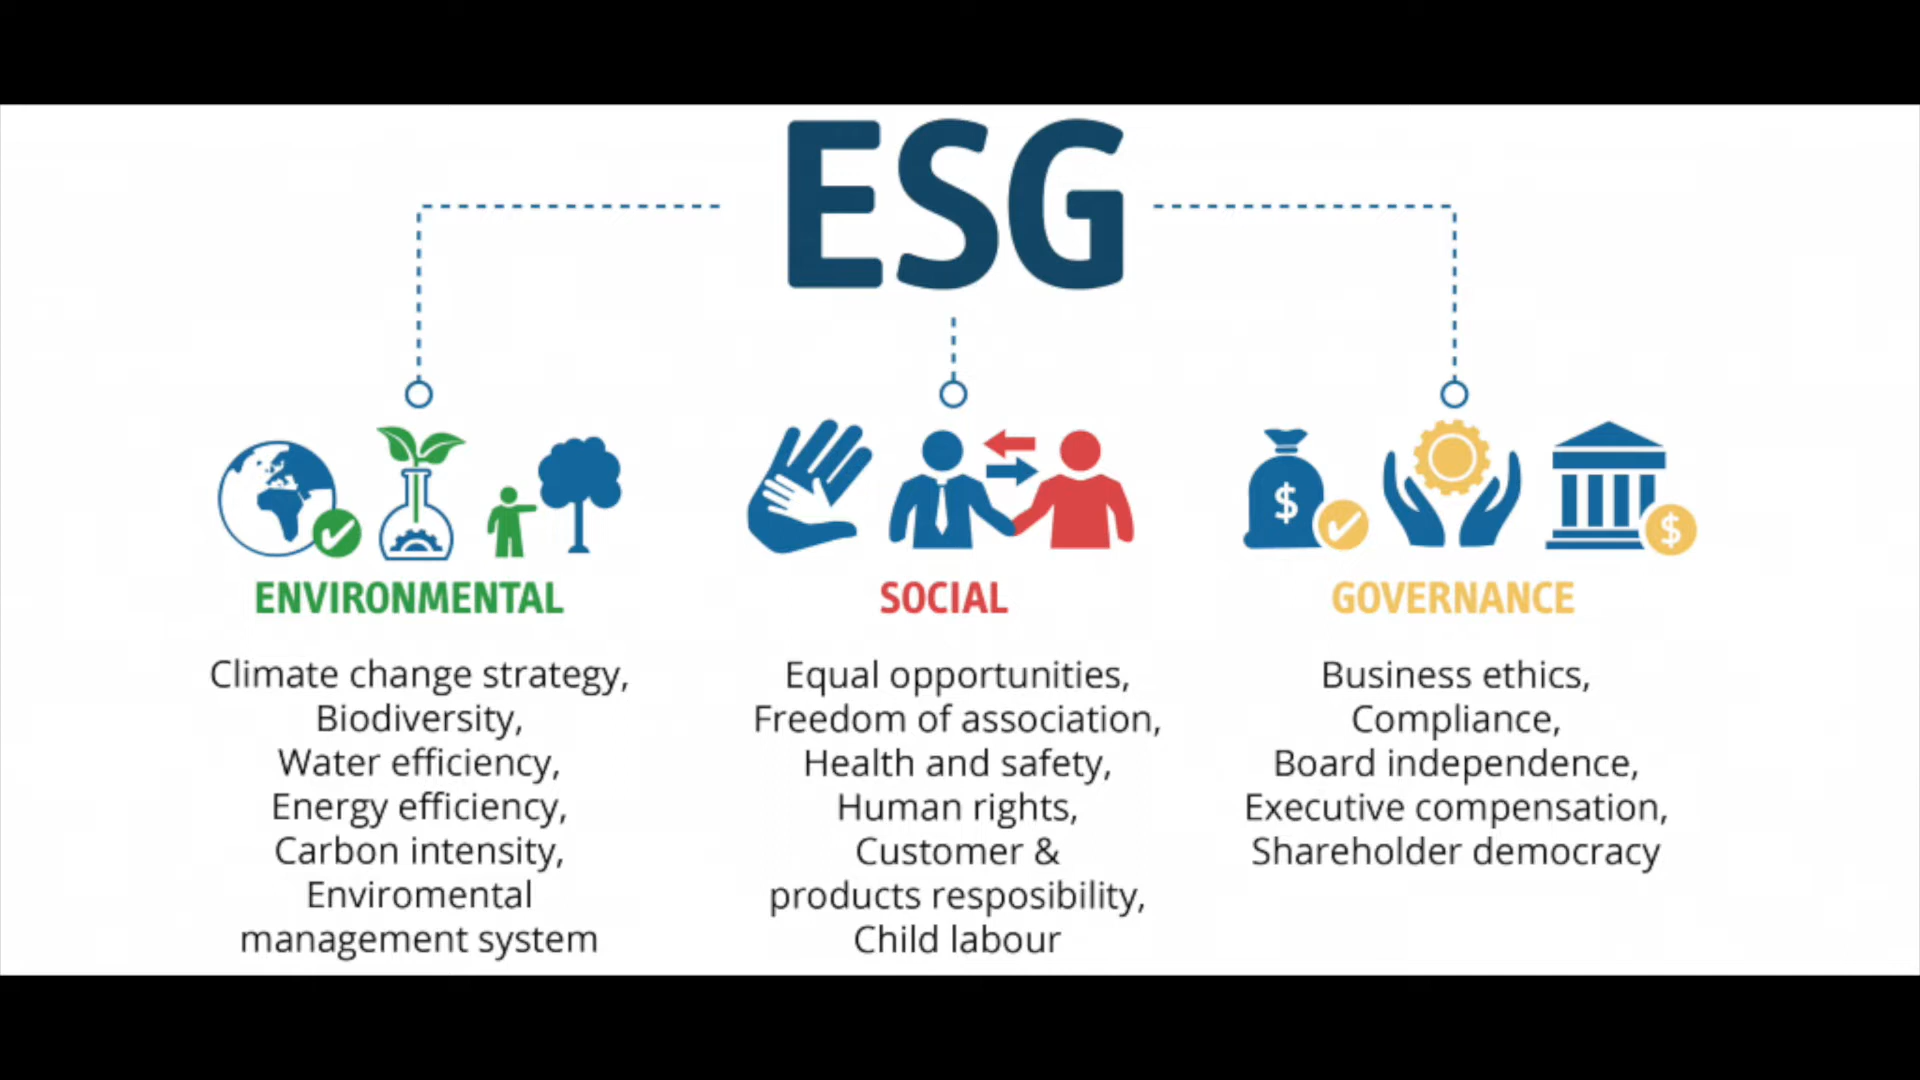 ESG
ENVIRONMENTAL
Climate change strategy,
Biodiversity,
Water efficiency,
Energy efficiency,
Carbon intensity,
Enviromental
management system
SOCIAL
Equal opportunities,
Freedom of association,
Health and safety,
Human rights,
Customer &
products resposibility,
Child labour
GOVERNANCE
Business ethics,
Compliance,
Board independence,
Executive compensation,
Shareholder democracy